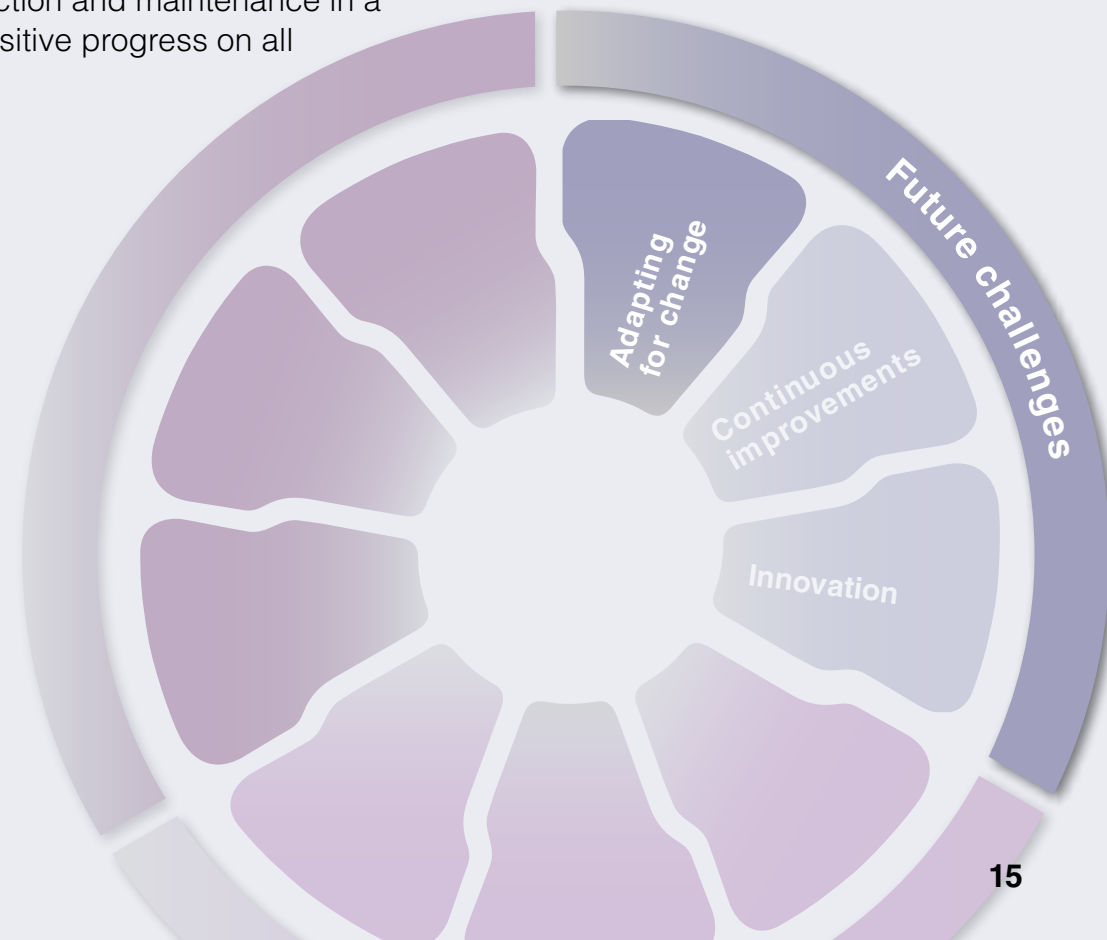 ction and maintenance in a
sitive progress on all
Future challenges
Adapting
for change
Continuous
improvements
Innovation
15